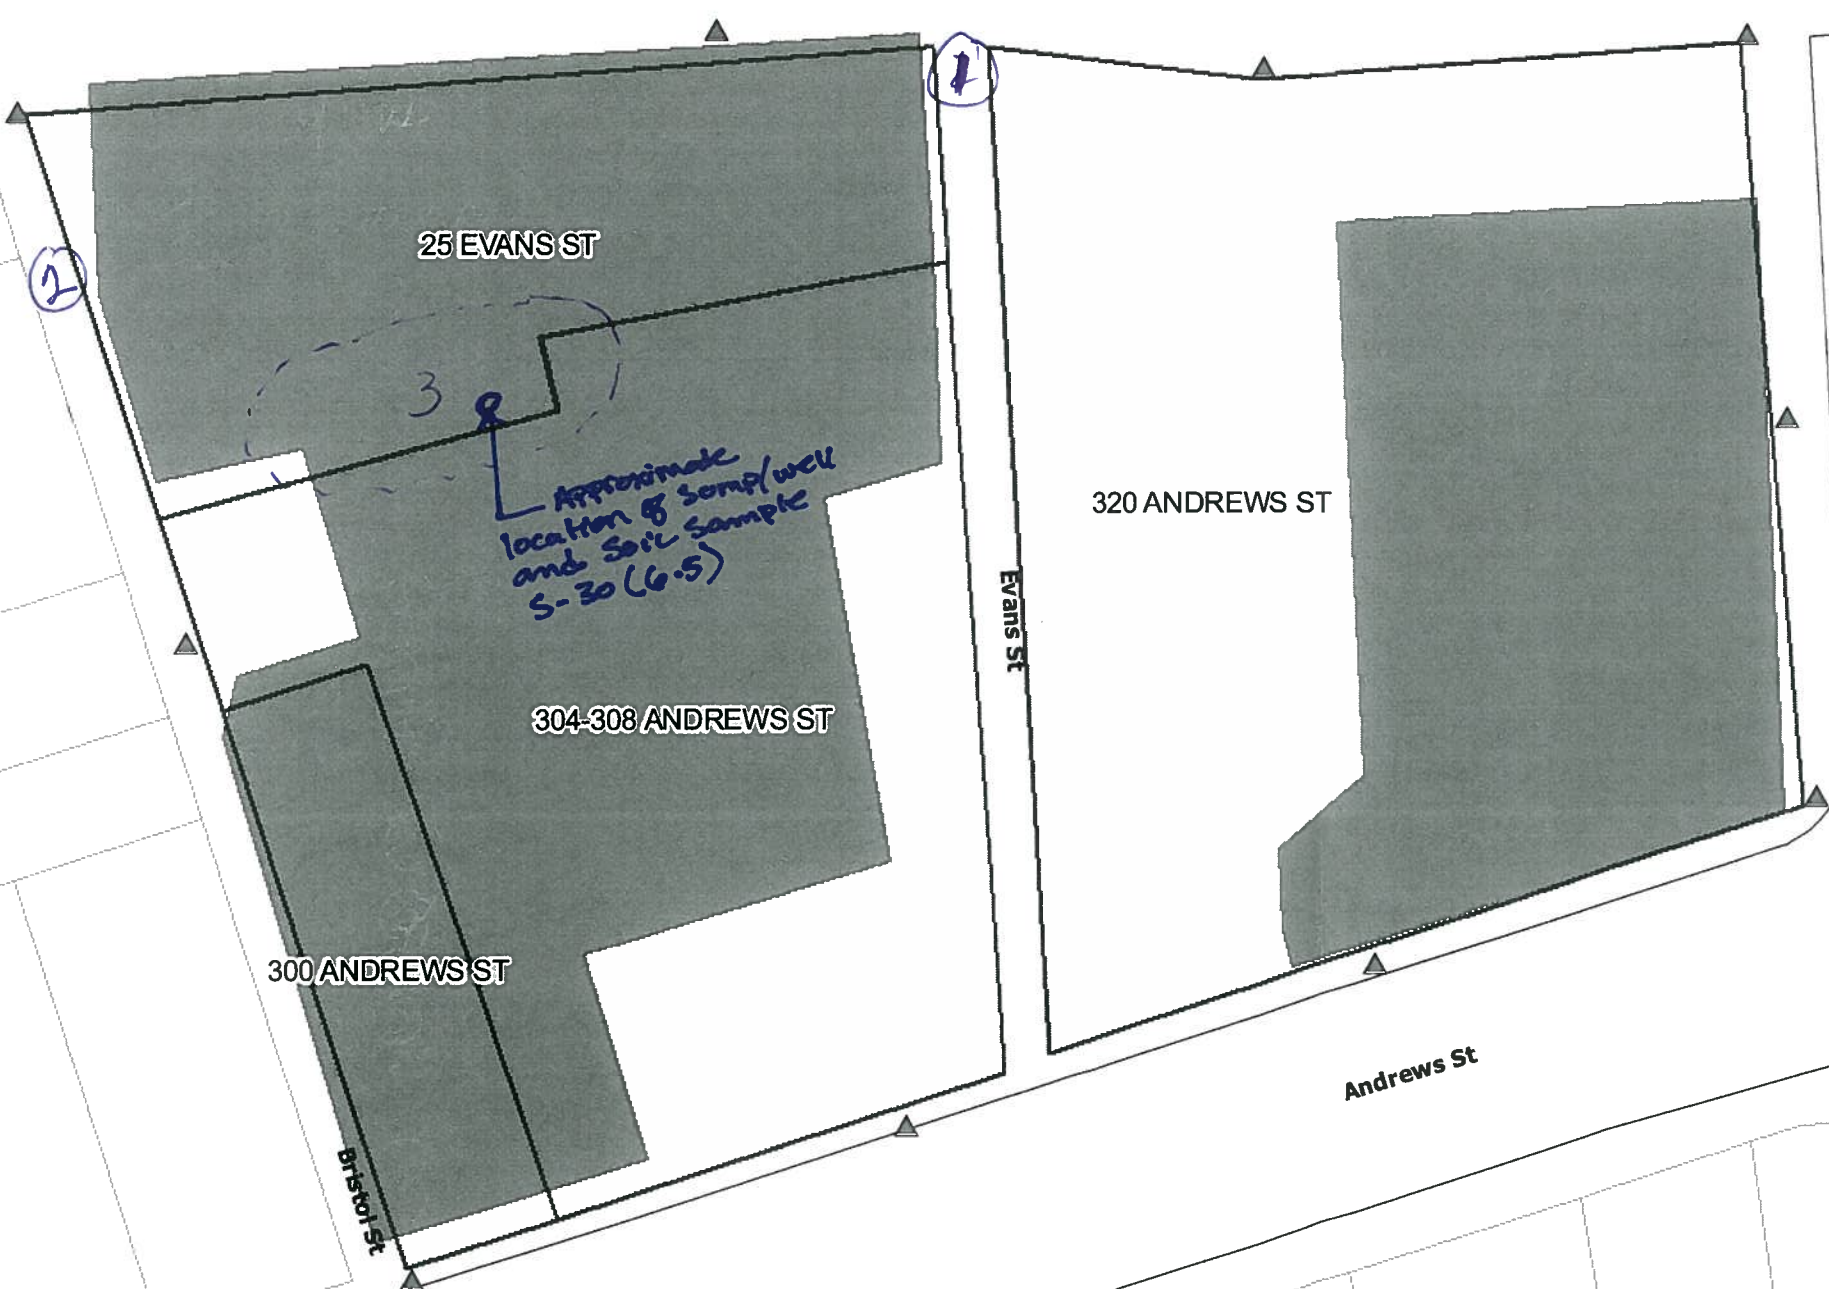 1
25 EVANS ST
2
3
Approximate
location of Sump/well
and Soil Sample
S-30 (6.5)
320 ANDREWS ST
Evans St
304-308 ANDREWS ST
300 ANDREWS ST
Andrews St
Bristol St